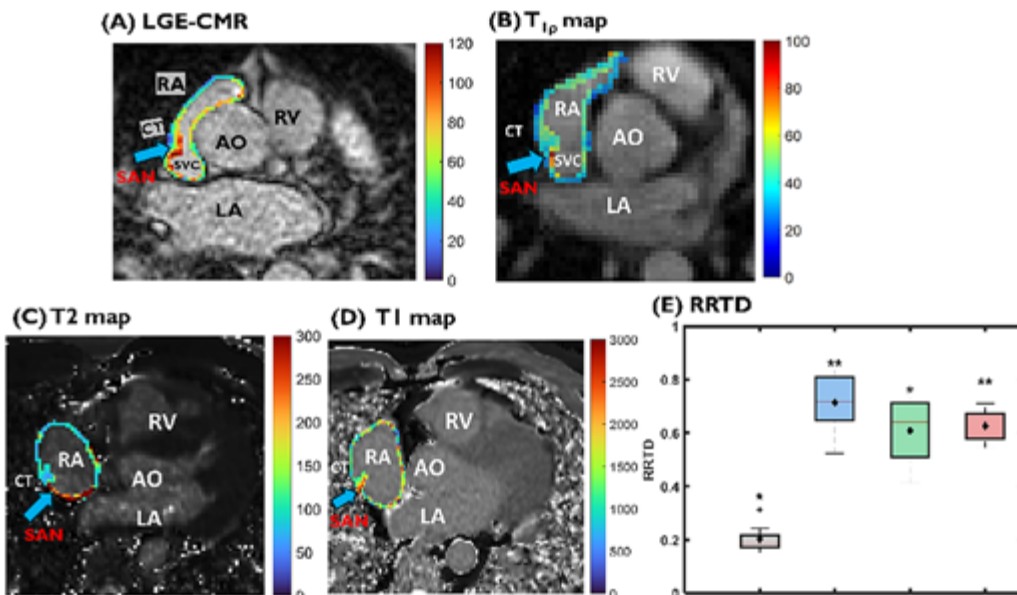 (A) LGE-CMR
(B) T1ρ map
RA
CT
SAN
SVC
AO
RV
LA
120
100
80
60
40
20
0
RA
CT
SAN
SVC
AO
RV
LA
100
80
60
40
20
0
(C) T2 map
(D) T1 map
(E) RRTD
RV
RA
CT
AO
SAN
LA
300
250
200
150
100
50
0
RV
RA
CT
AO
SAN
LA
3000
2500
2000
1500
1000
500
0
RRTD
1
0.8
0.6
0.4
0.2
0
*
**
*
**